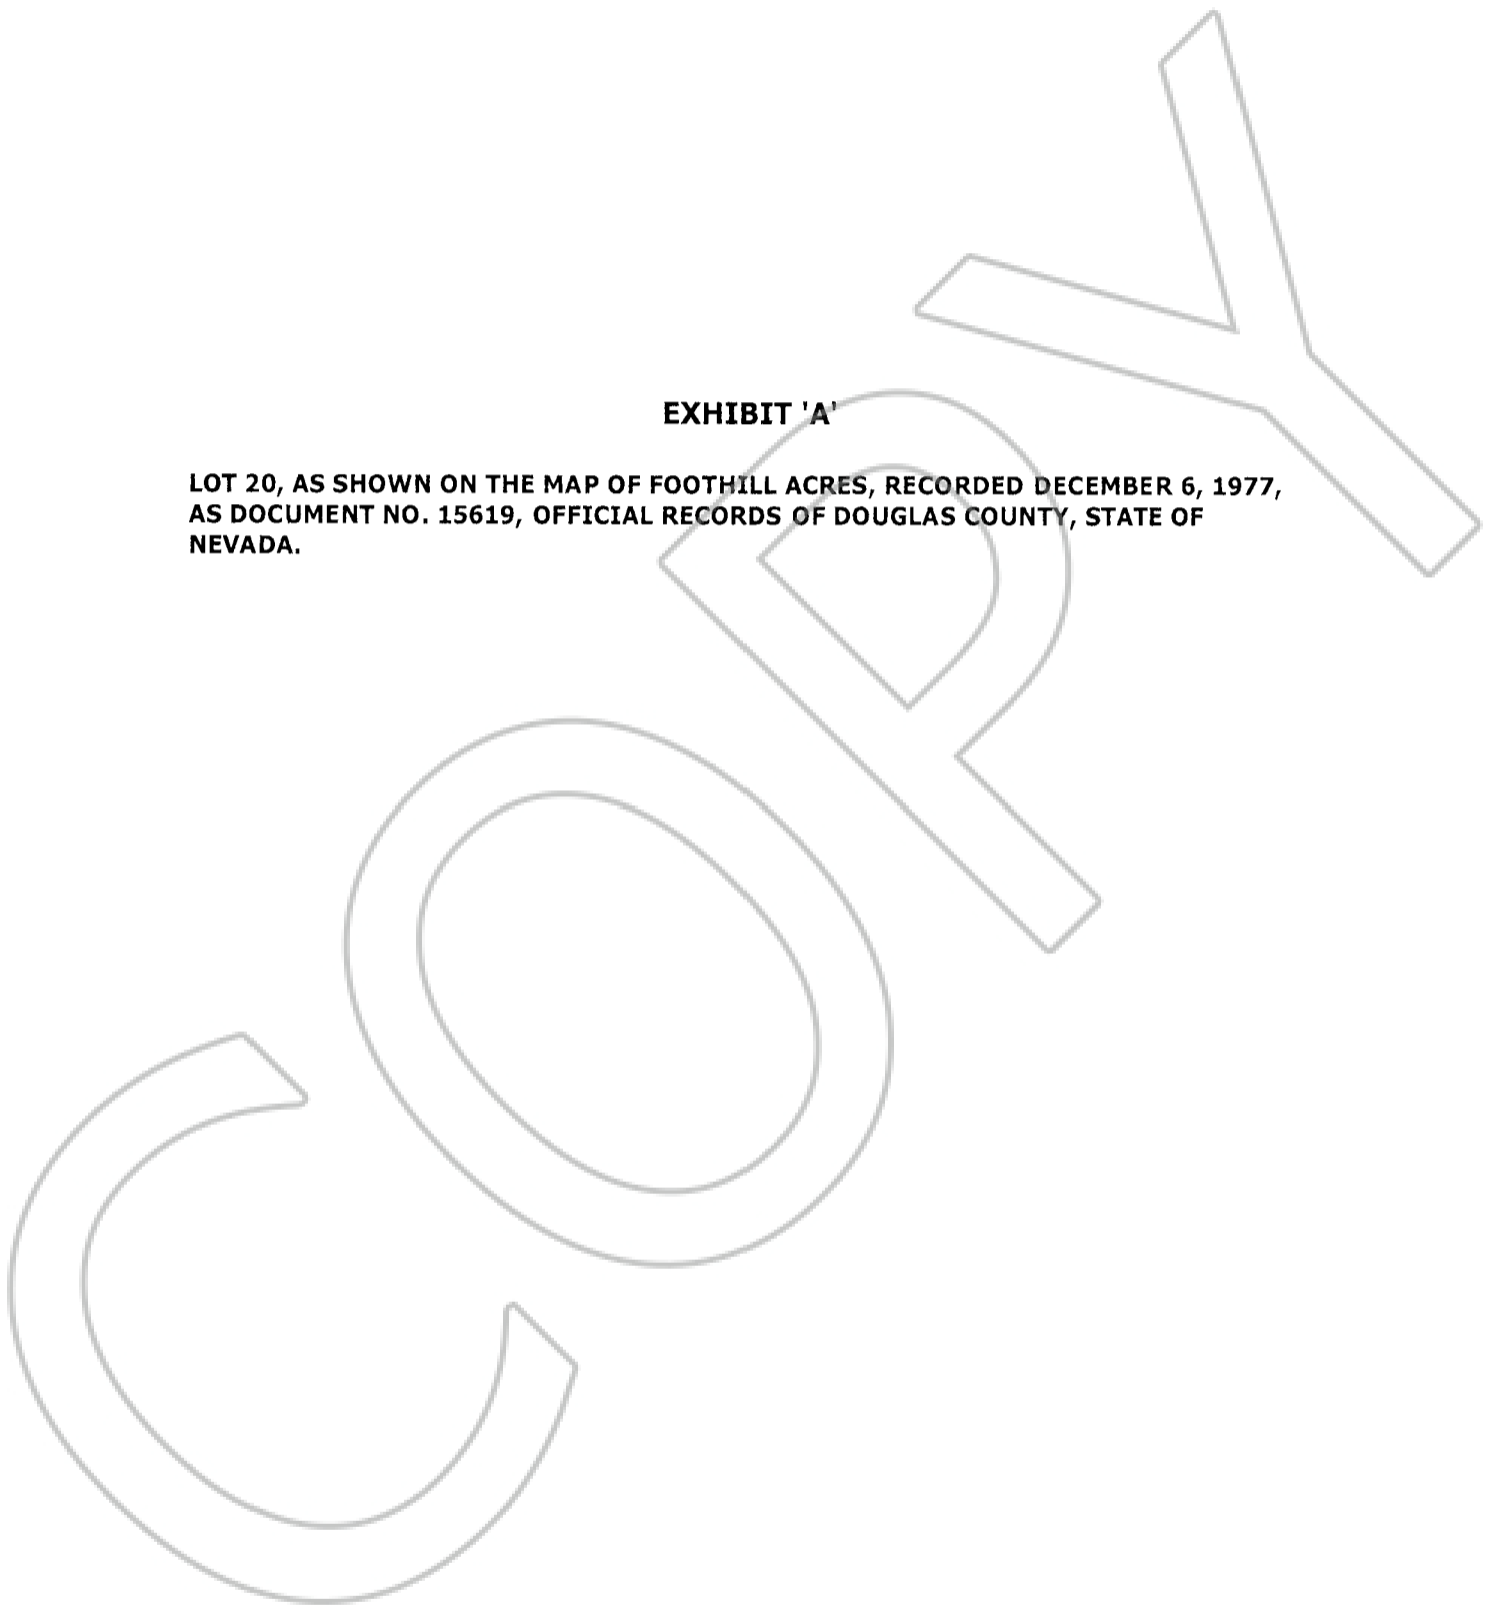 EXHIBIT 'A'
LOT 20, AS SHOWN ON THE MAP OF FOOTHILL ACRES, RECORDED DECEMBER 6, 1977,
AS DOCUMENT NO. 15619, OFFICIAL RECORDS OF DOUGLAS COUNTY, STATE OF
NEVADA.
COPY